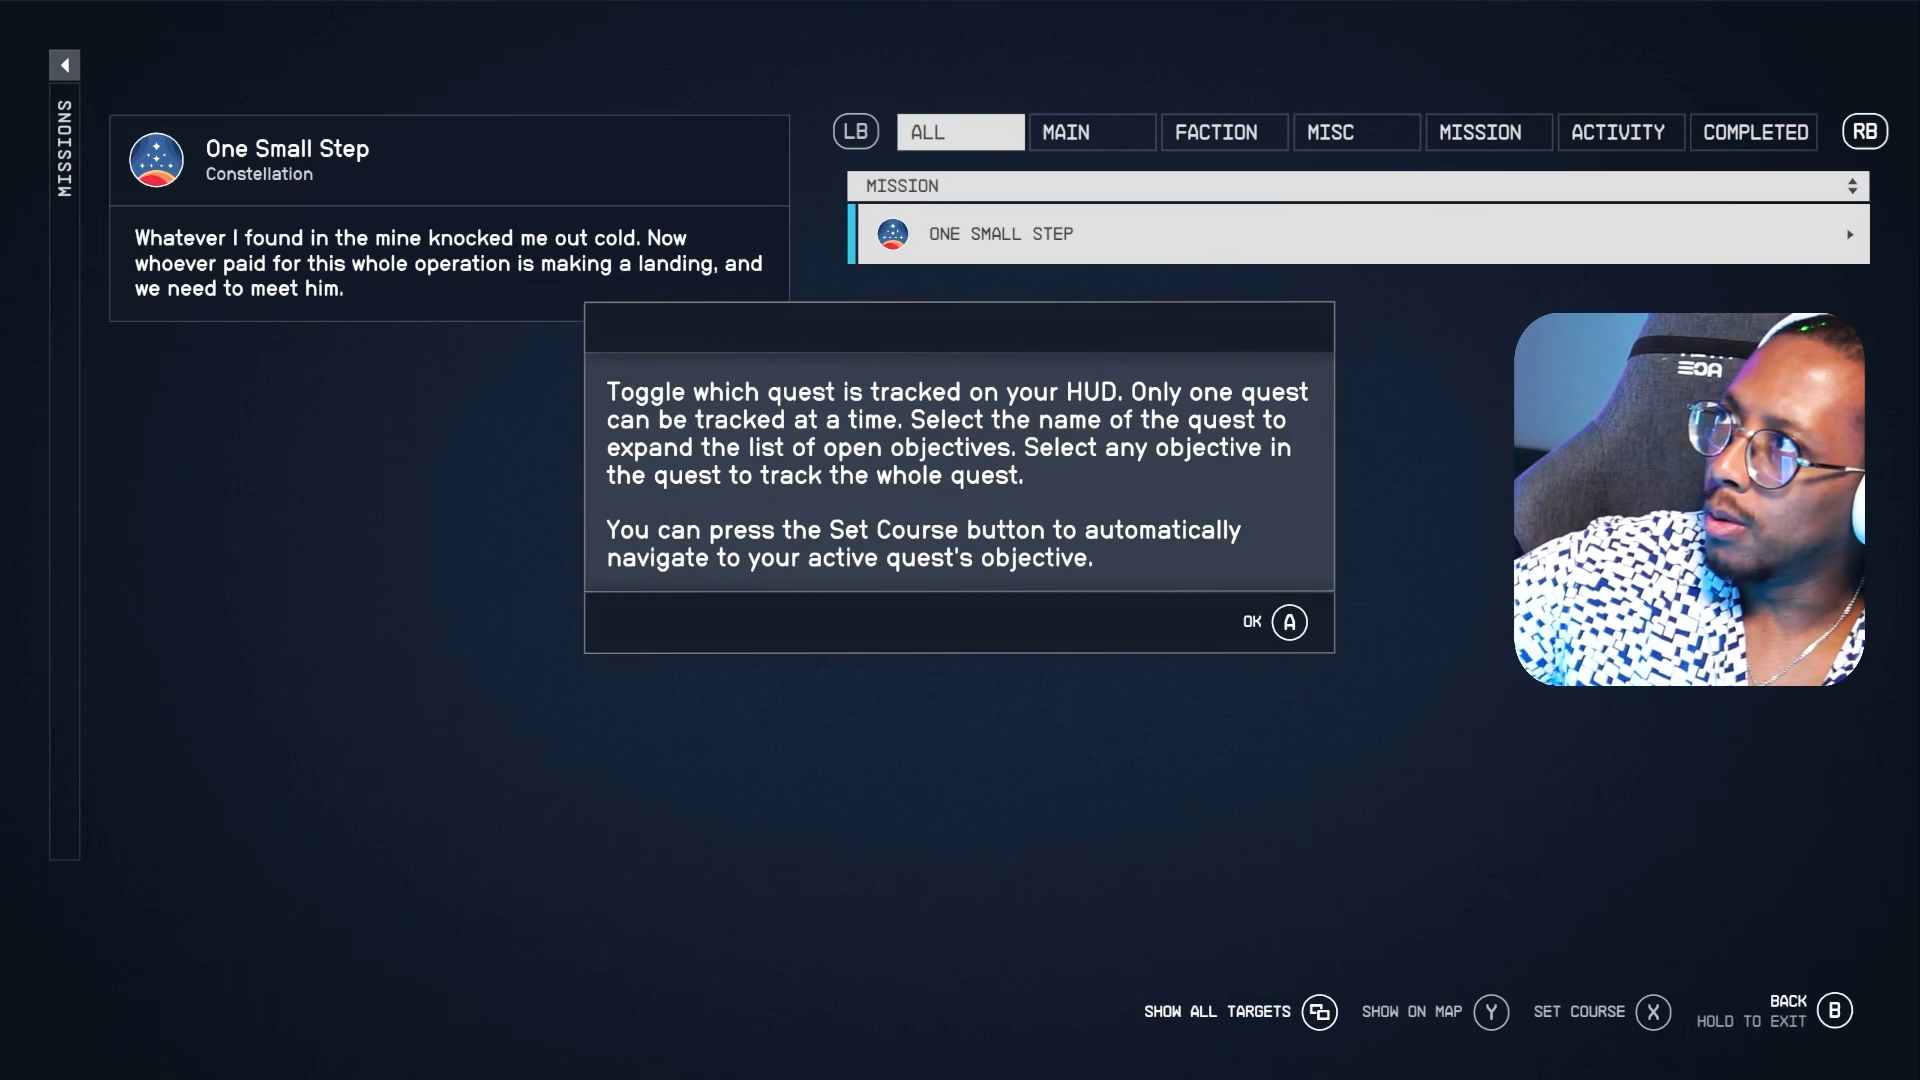 MISSIONS
One Small Step
Constellation
Whatever I found in the mine knocked me out cold. Now
whoever paid for this whole operation is making a landing, and
we need to meet him.
LB
ALL
MAIN
FACTION
MISC
MISSION
ACTIVITY
COMPLETED
RB
MISSION
ONE SMALL STEP
Toggle which quest is tracked on your HUD. Only one quest
can be tracked at a time. Select the name of the quest to
expand the list of open objectives. Select any objective in
the quest to track the whole quest.
You can press the Set Course button to automatically
navigate to your active quest's objective.
OK A
SHOW ALL TARGETS
SHOW ON MAP Y
SET COURSE X
BACK
HOLD TO EXIT
B